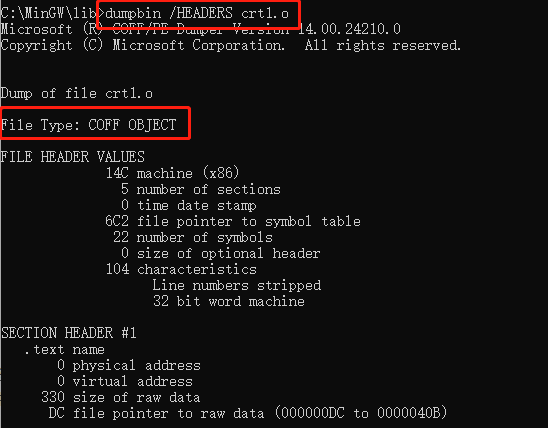 C:\MinGW\lib>dumpbin /HEADERS crt1.o
Microsoft (R) COFF/PE Dumper Version 14.00.24210.0
Copyright (C) Microsoft Corporation.  All rights reserved.
Dump of file crt1.o
File Type: COFF OBJECT
FILE HEADER VALUES
14C machine (x86)
5 number of sections
0 time date stamp
6C2 file pointer to symbol table
22 number of symbols
0 size of optional header
104 characteristics
Line numbers stripped
32 bit word machine
SECTION HEADER #1
.text name
0 physical address
0 virtual address
330 size of raw data
DC file pointer to raw data (000000DC to 0000040B)